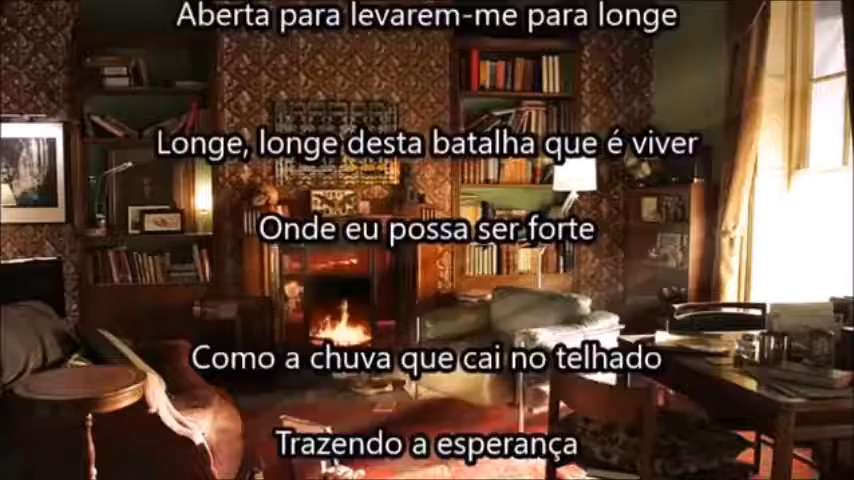 Aberta para levarem-me para longe
Longe, longe desta batalha que é viver
Onde eu possa ser forte
Como a chuva que cai no telhado
Trazendo a esperança